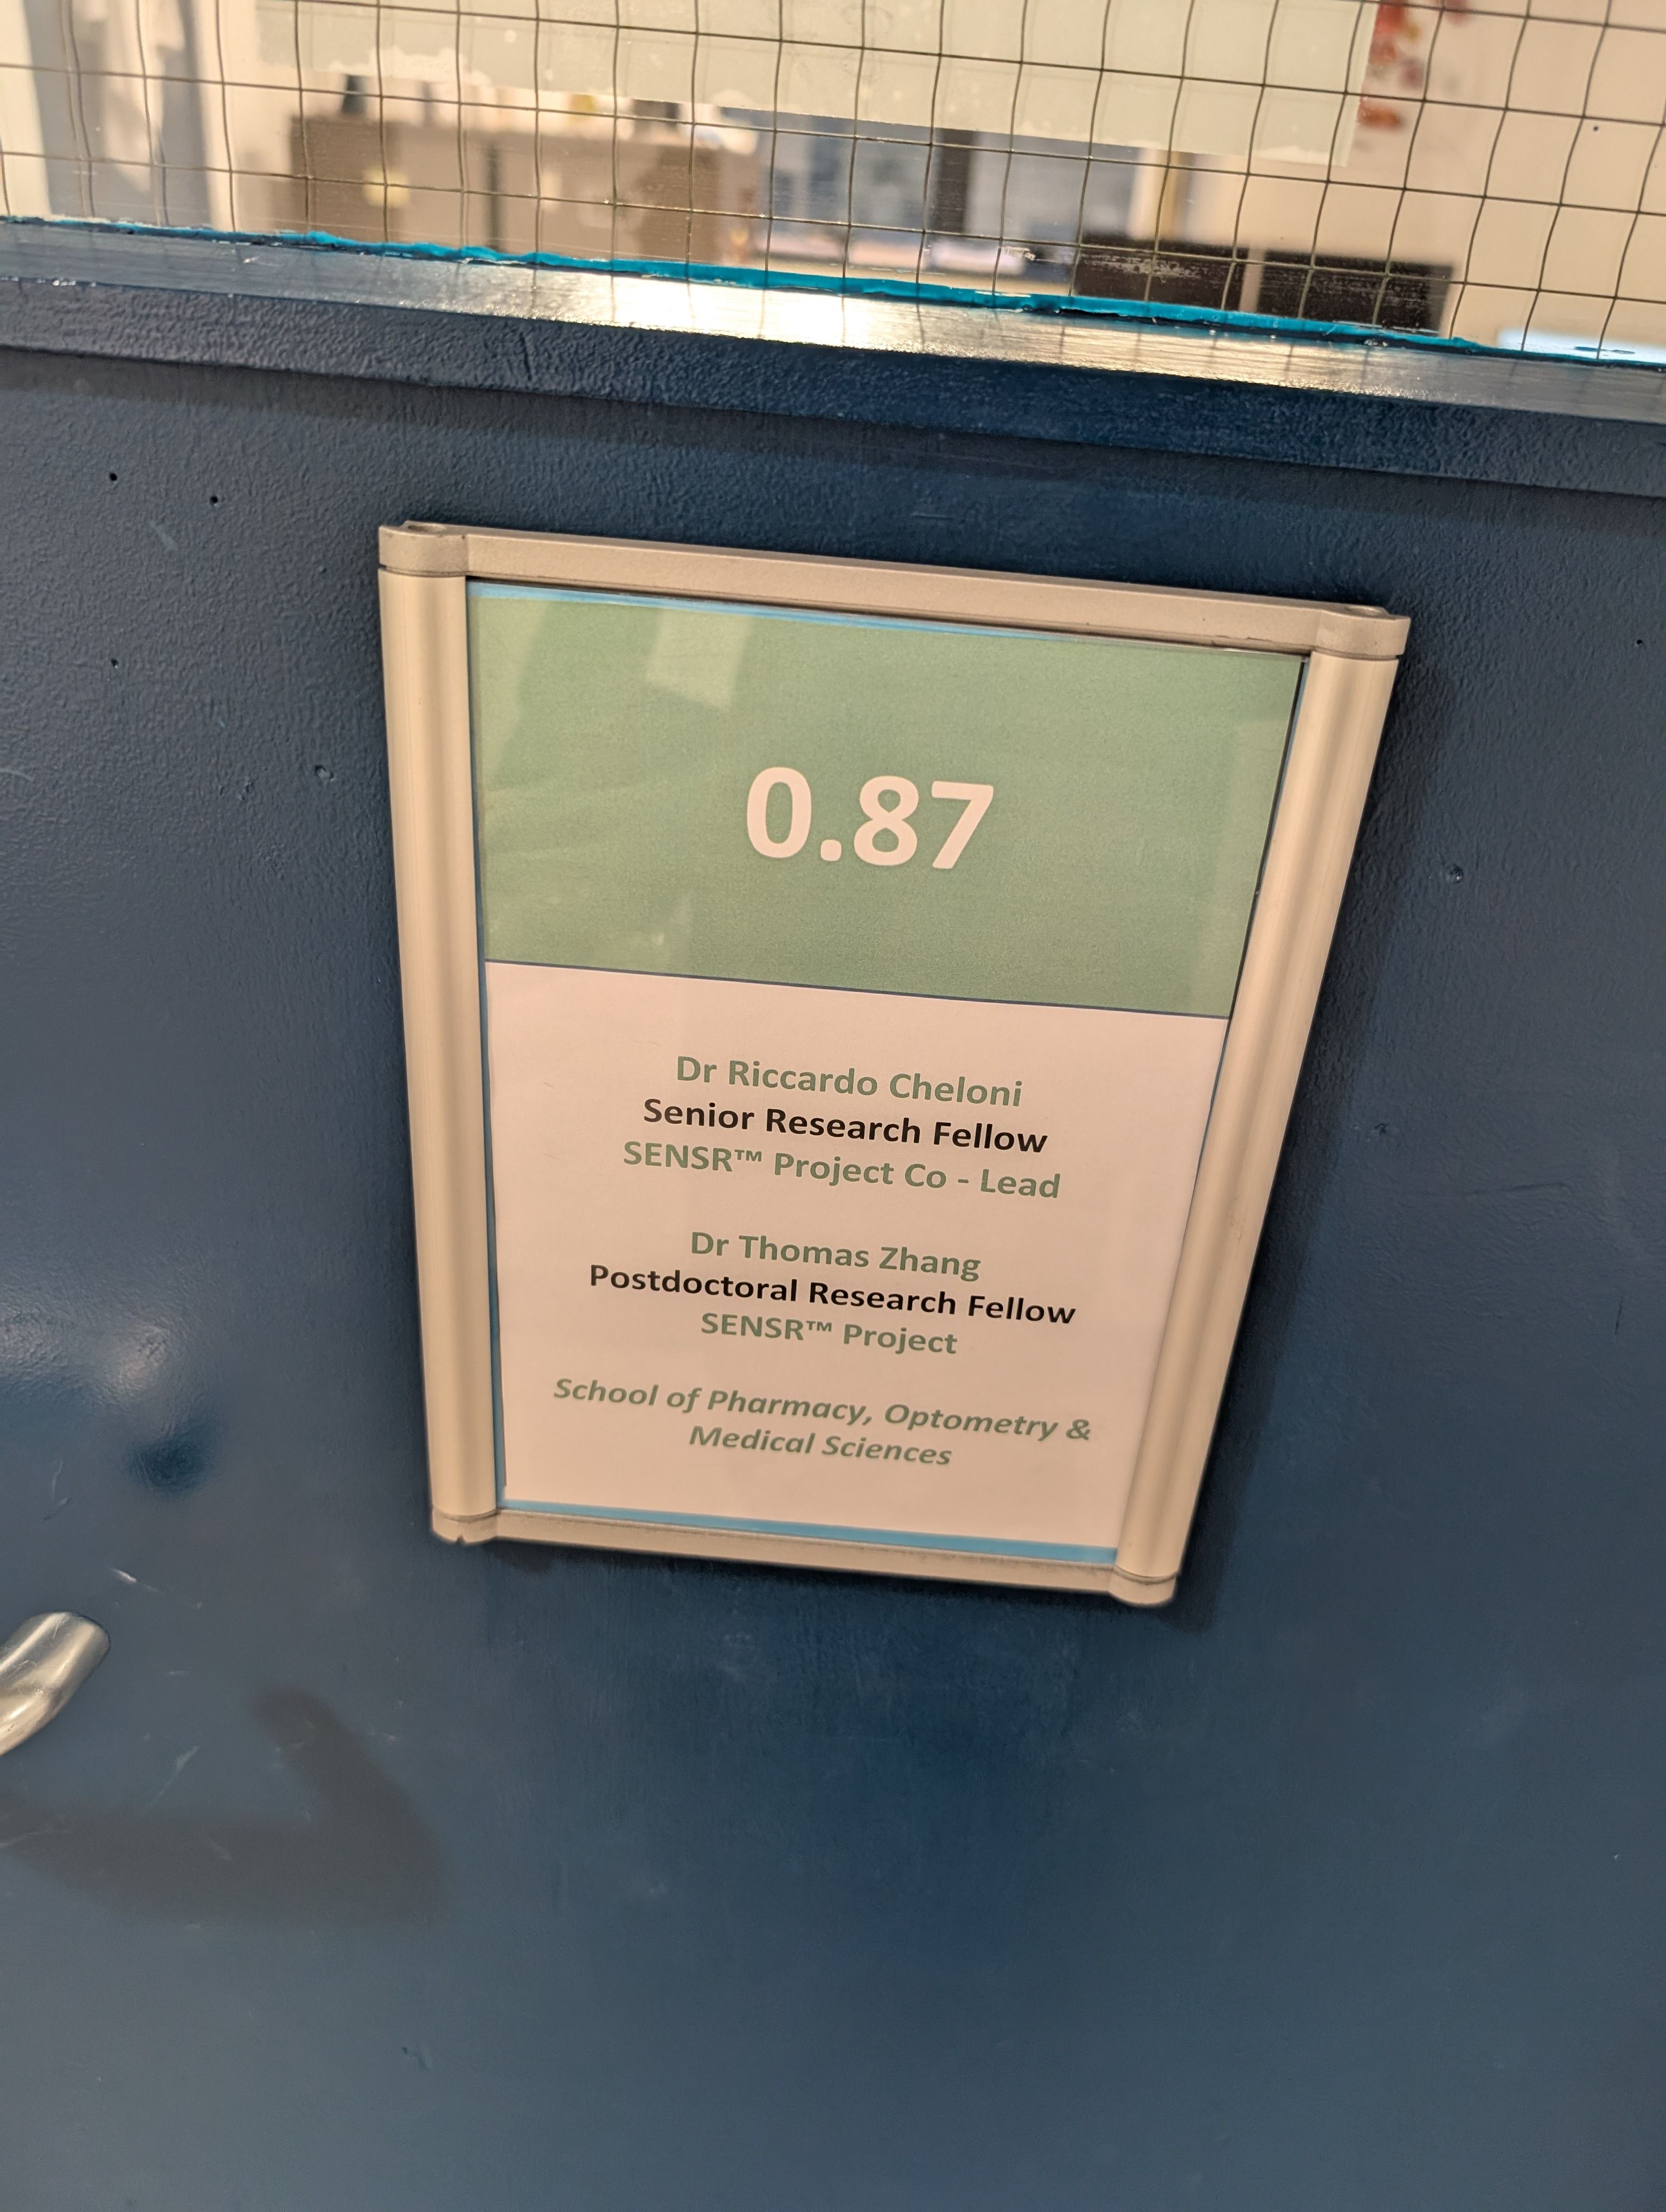 0.87
Dr Riccardo Cheloni
Senior Research Fellow
SENSR™ Project Co - Lead
Dr Thomas Zhang
Postdoctoral Research Fellow
SENSR™ Project
School of Pharmacy, Optometry &
Medical Sciences